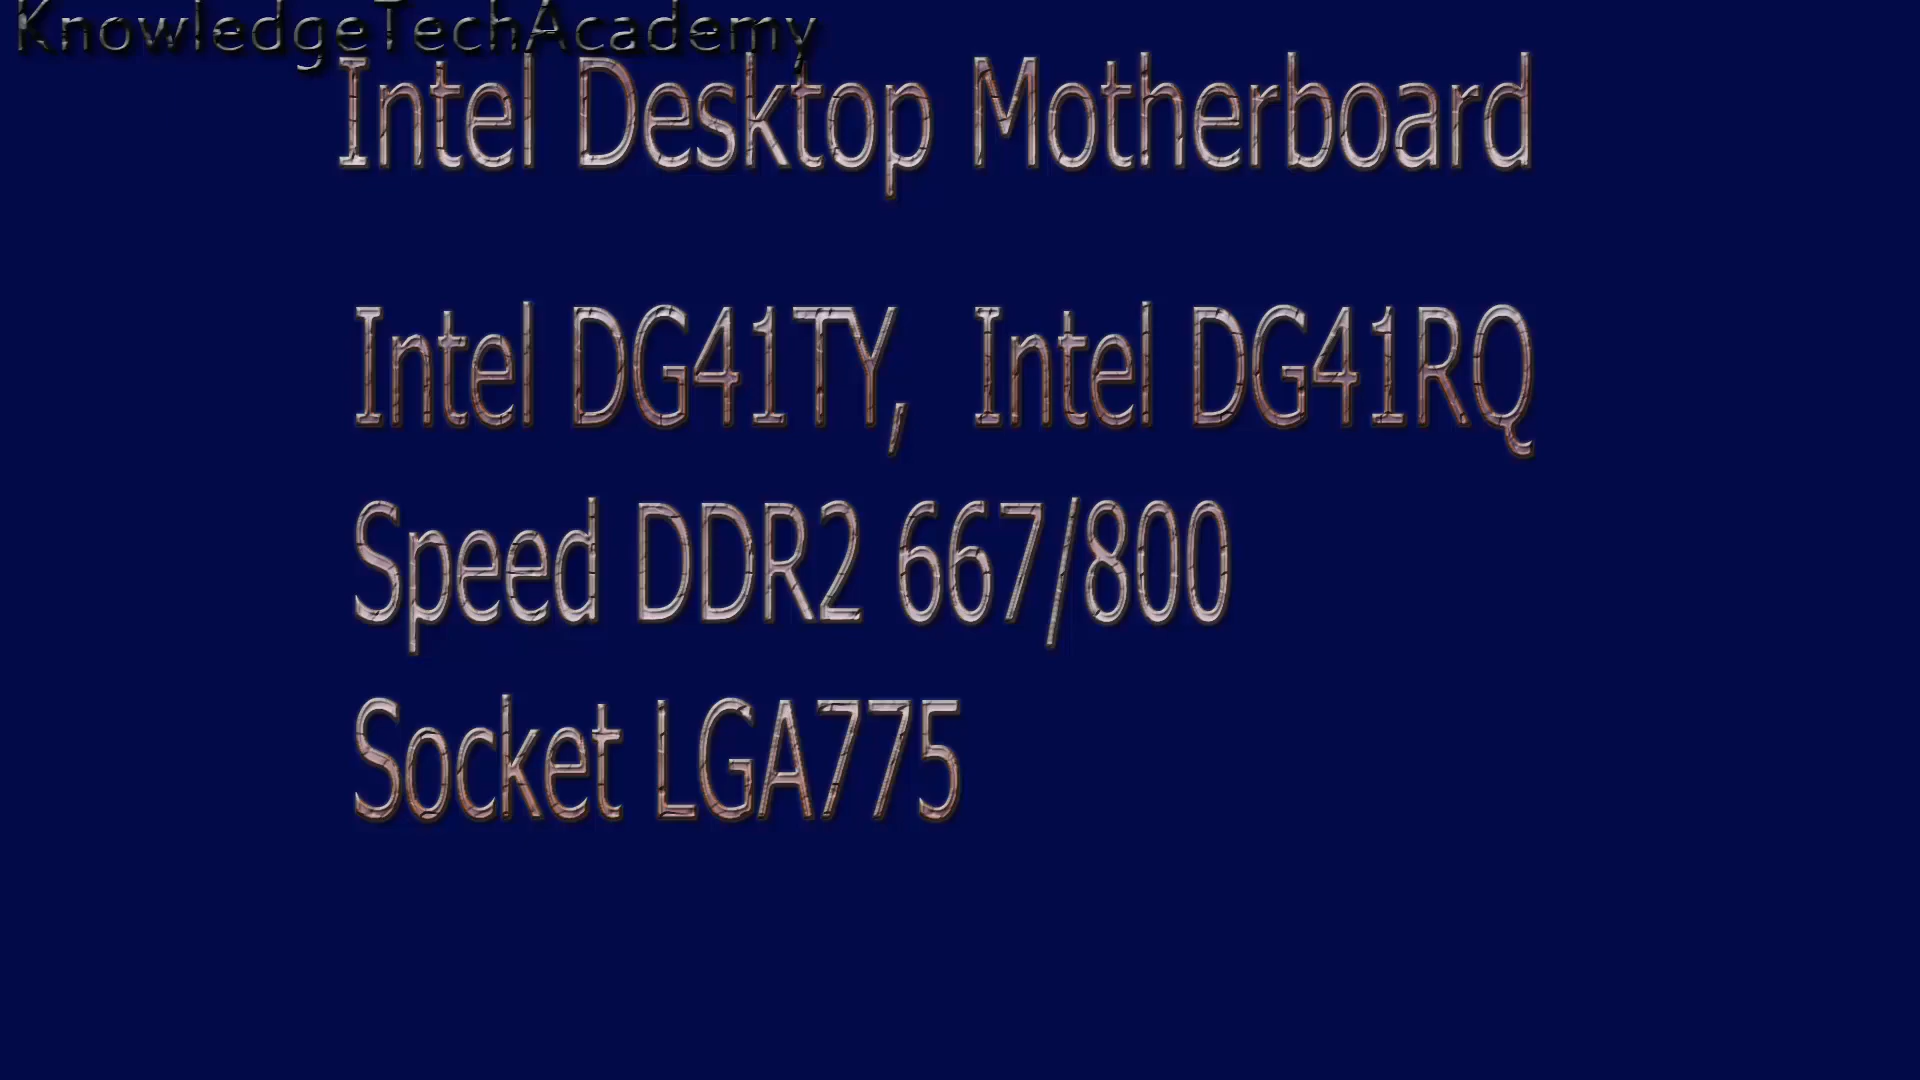 KnowledgeTechAcademy
Intel Desktop Motherboard
Intel DG41TY, Intel DG41RQ
Speed DDR2 667/800
Socket LGA775